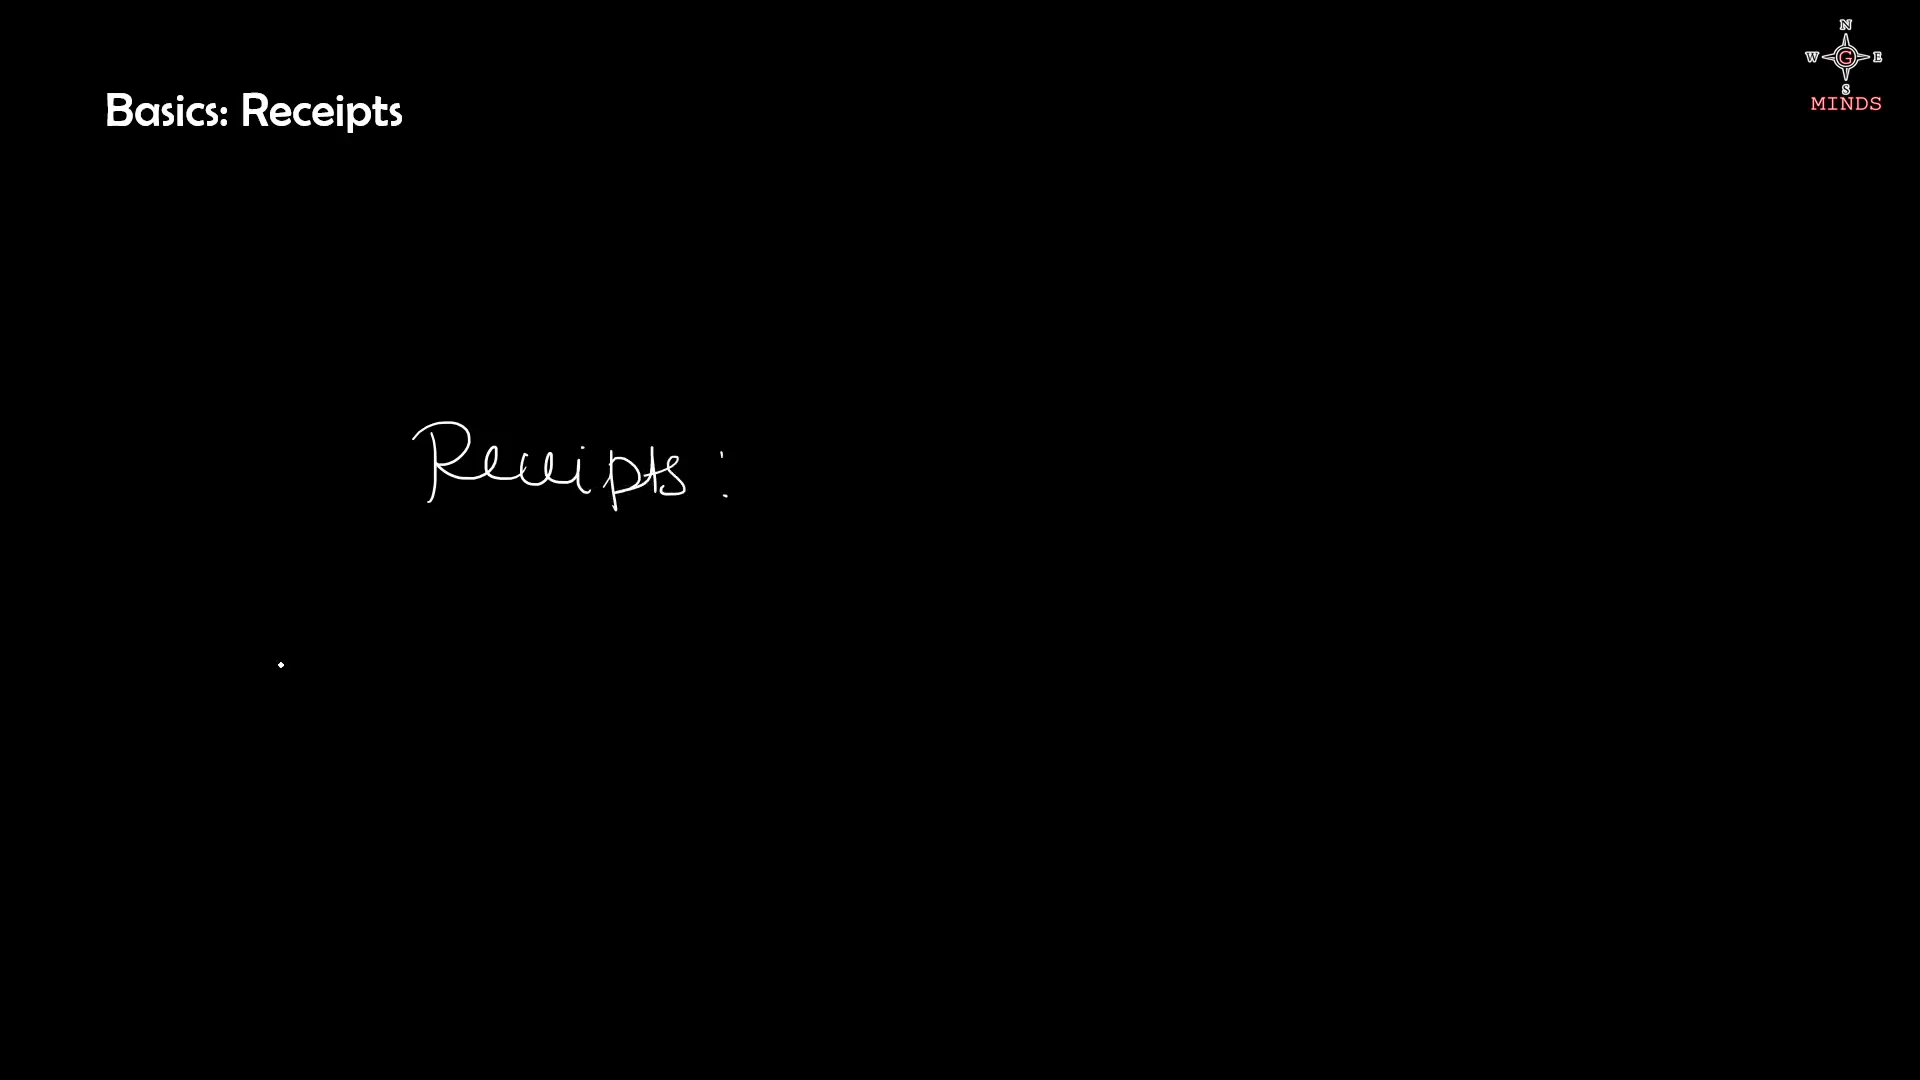 N
W G E
S
MINDS
Basics: Receipts
Receipts :